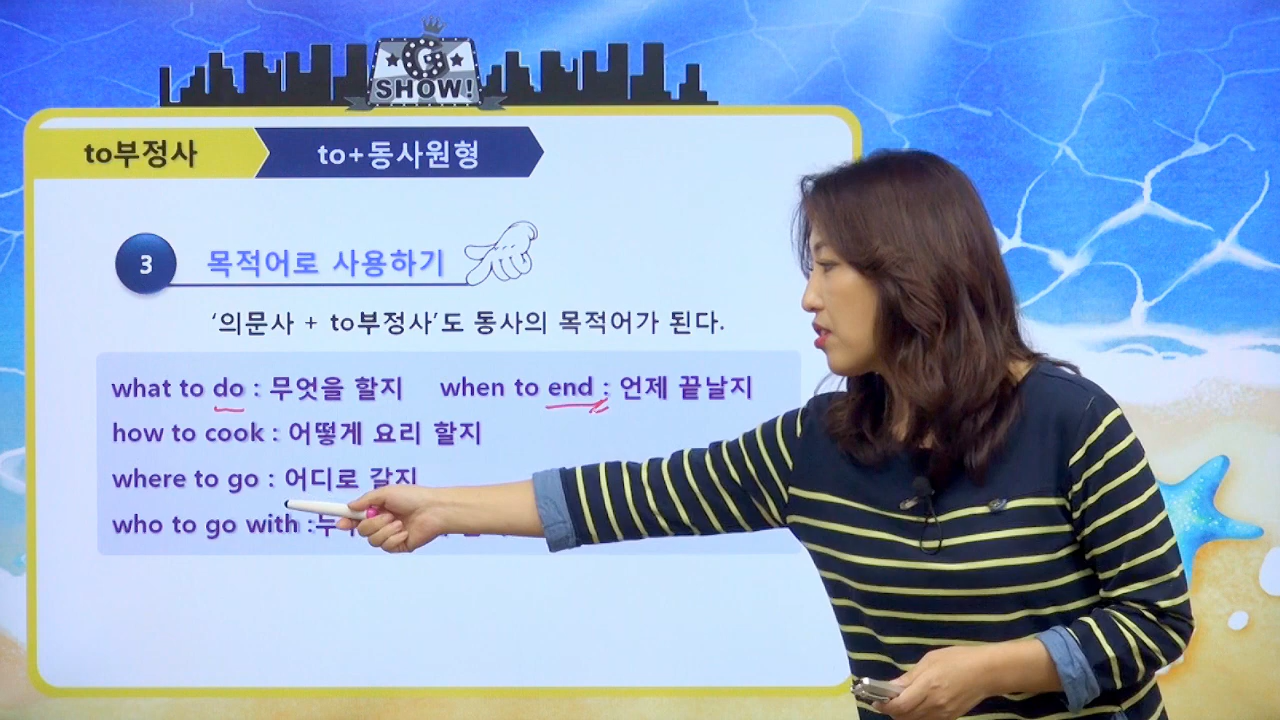 G
SHOW!
to부정사 to+동사원형
3 목적어로 사용하기
‘의문사 + to부정사’도 동사의 목적어가 된다.
what to do : 무엇을 할지 when to end : 언제 끝날지
how to cook : 어떻게 요리 할지
where to go : 어디로 갈지
who to go with :